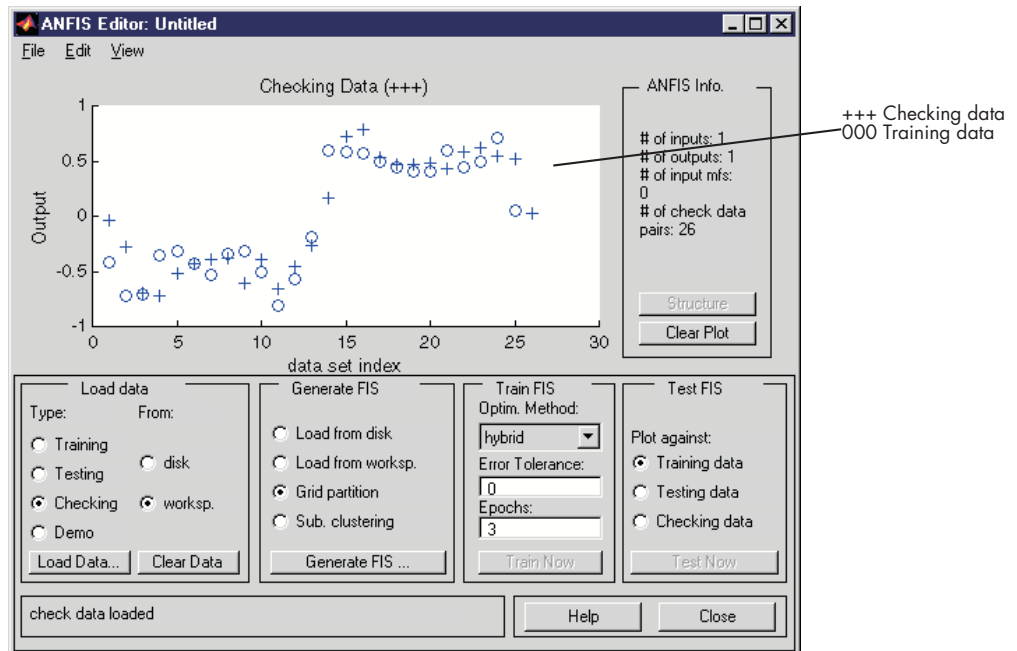 ANFIS Editor: Untitled
File Edit View
Checking Data (+++)
1
0.5
0
-0.5
-1
Output
0 5 10 15 20 25 30
data set index
ANFIS Info.
# of inputs: 1
# of outputs: 1
# of input mfs:
0
# of check data
pairs: 26
Structure
Clear Plot
+++ Checking data
000 Training data
Load data
Type: From:
Training
Testing
Checking
Demo
disk
worksp.
Load Data... Clear Data
Generate FIS
Load from disk
Load from worksp.
Grid partition
Sub. clustering
Generate FIS ...
Train FIS
Optim. Method:
hybrid
Error Tolerance:
0
Epochs:
3
Train Now
Test FIS
Plot against:
Training data
Testing data
Checking data
Test Now
check data loaded
Help Close